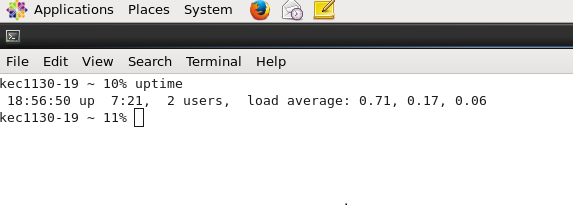 Applications Places System
File Edit View Search Terminal Help
kec1130-19 ~ 10% uptime
 18:56:50 up  7:21,  2 users,  load average: 0.71, 0.17, 0.06
kec1130-19 ~ 11%